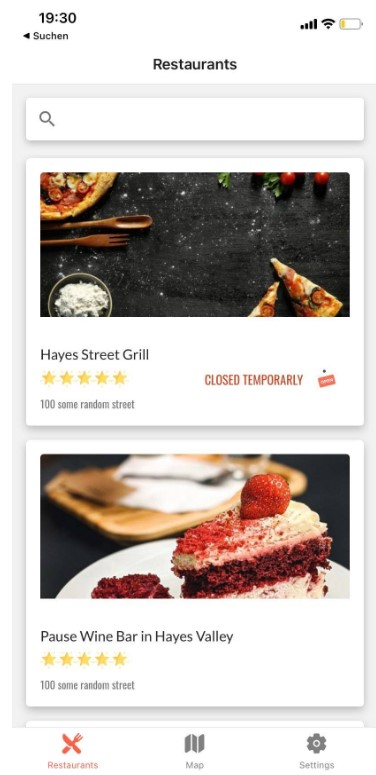 19:30
◀ Suchen
Restaurants
Hayes Street Grill
CLOSED TEMPORARLY
100 some random street
Pause Wine Bar in Hayes Valley
100 some random street
Restaurants
Map
Settings